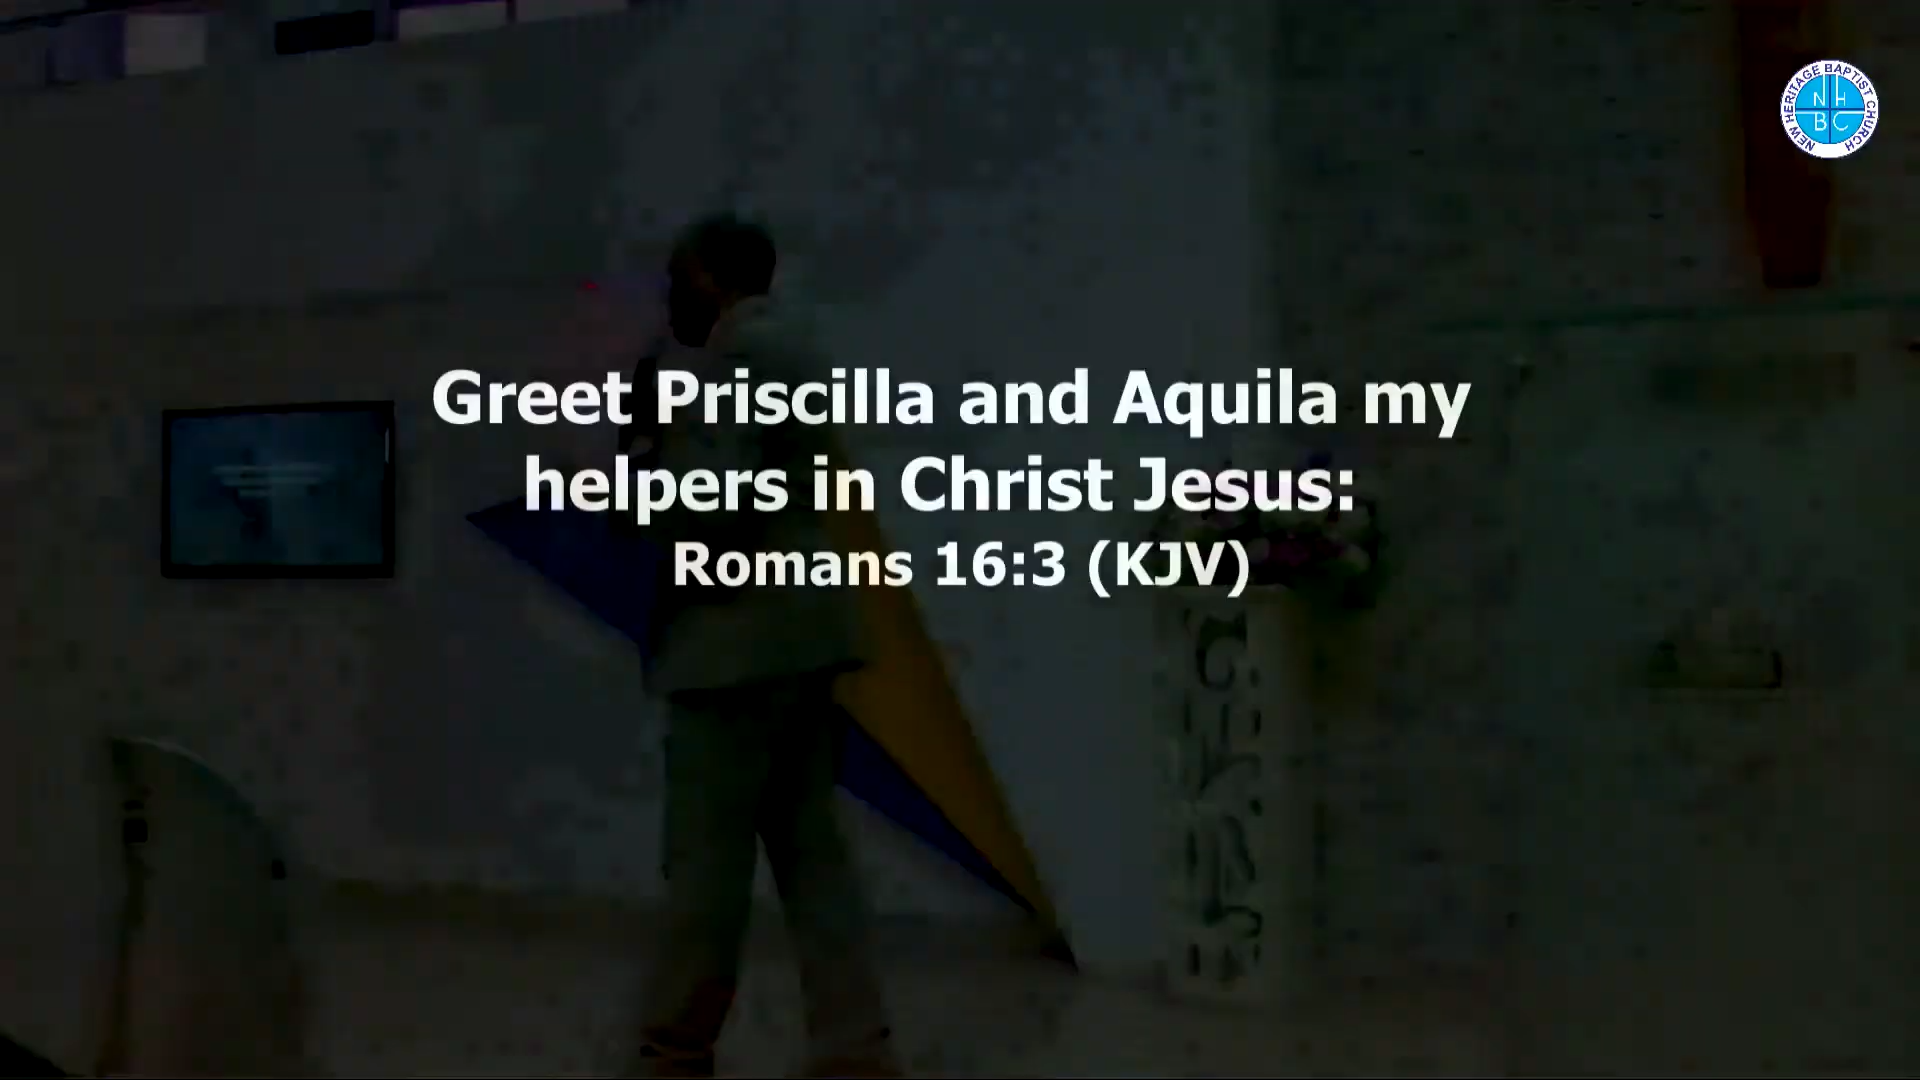 NEW HERITAGE BAPTIST CHURCH
N H
B C
Greet Priscilla and Aquila my
helpers in Christ Jesus:
Romans 16:3 (KJV)